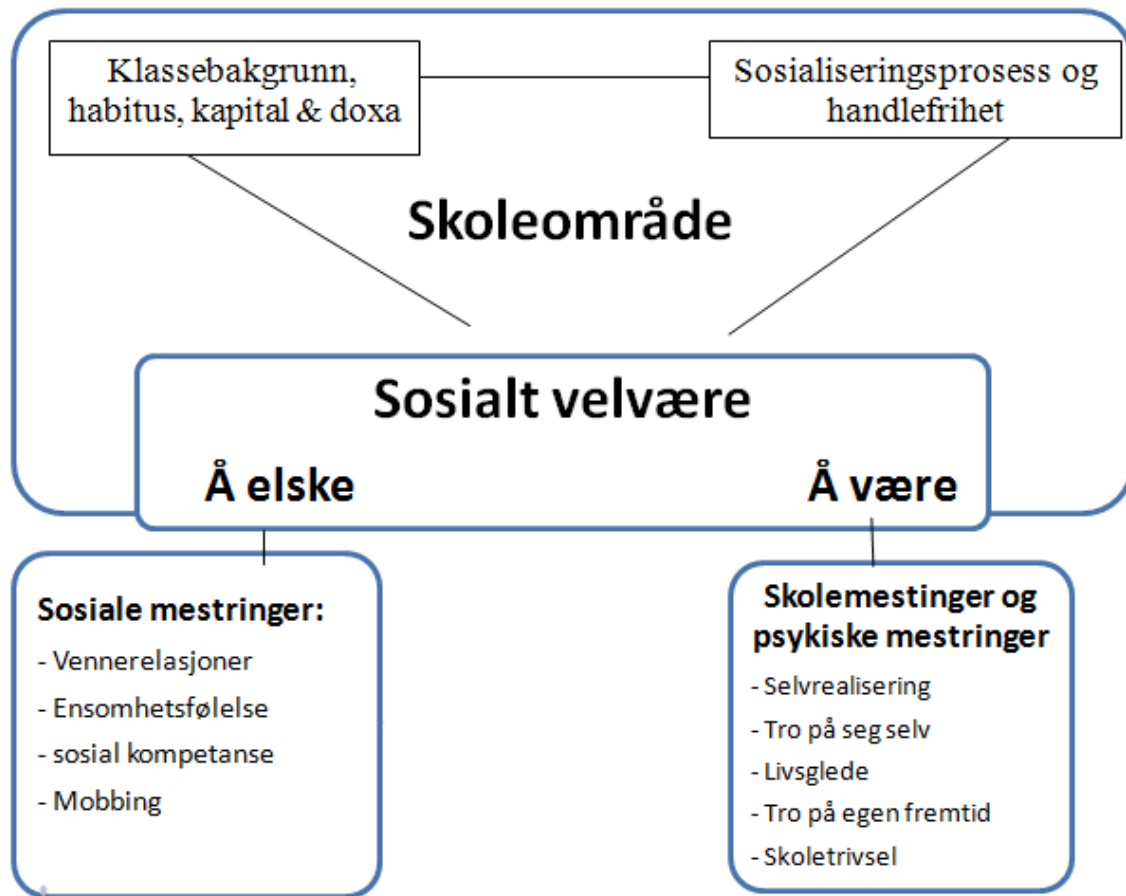 Klassebakgrunn,
habitus, kapital & doxa
Sosialiseringsprosess og
handlefrihet
Skoleområde
Sosialt velvære
Å elske
Å være
Sosiale mestringer:
- Vennerelasjoner
- Ensomhetsfølelse
- sosial kompetanse
- Mobbing
Skolemestinger og
psykiske mestringer
- Selvrealisering
- Tro på seg selv
- Livsglede
- Tro på egen fremtid
- Skoletrivsel